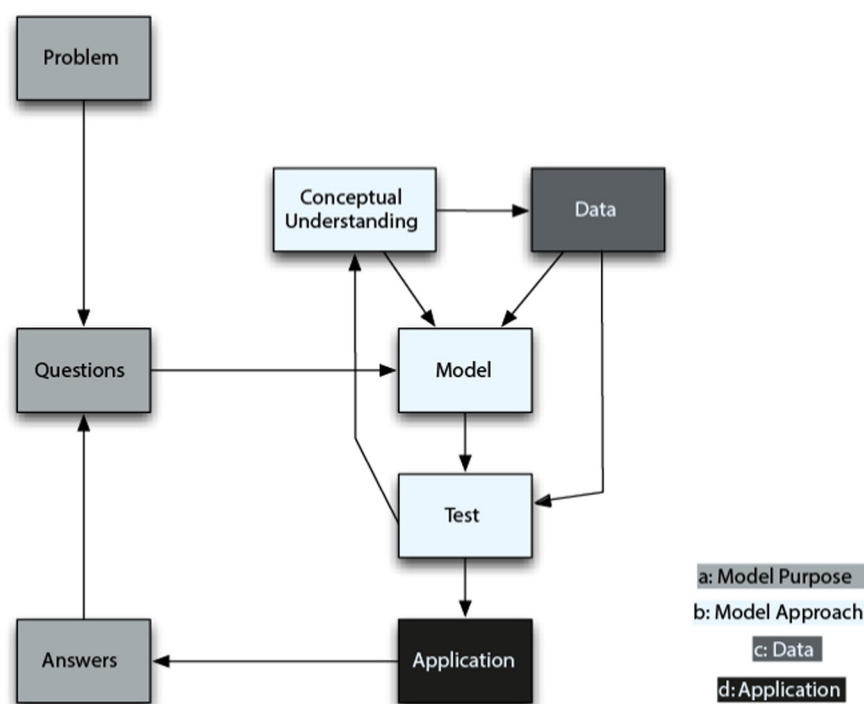 Problem
Conceptual
Understanding
Data
Questions
Model
Test
Answers
Application
a: Model Purpose
b: Model Approach
c: Data
d:Application